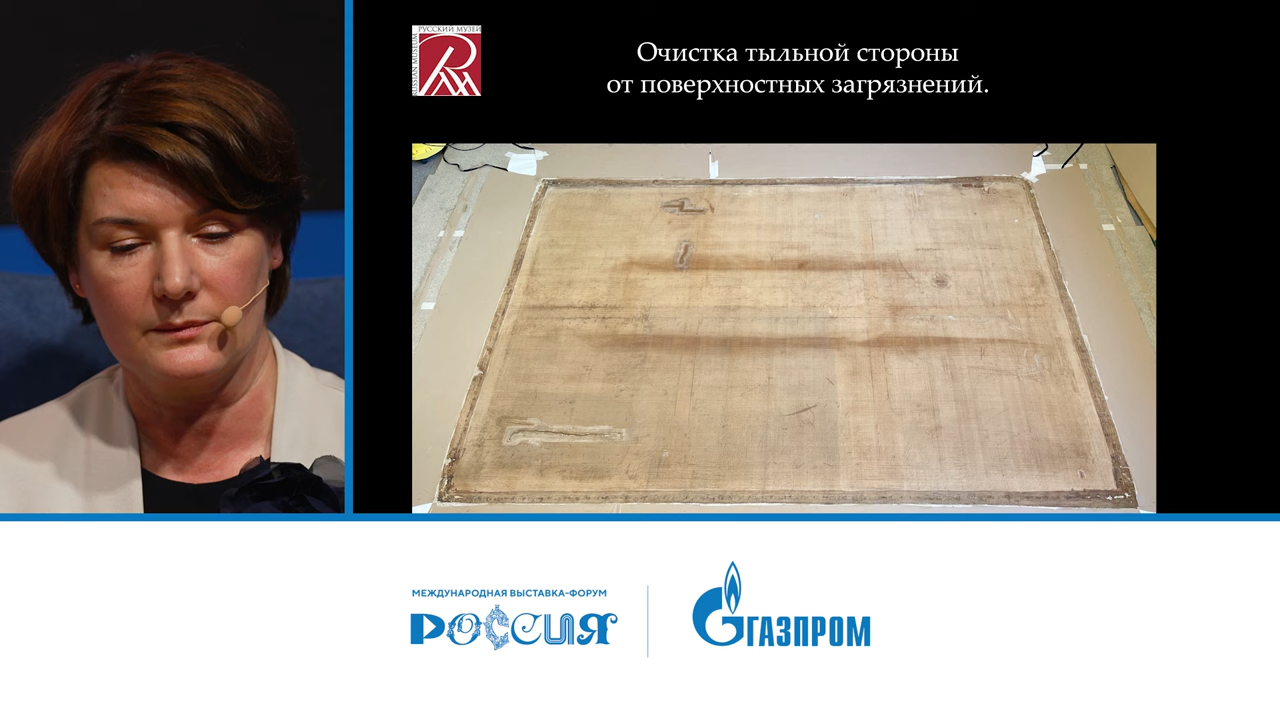 РУССКИЙ МУЗЕЙ
RUSSIAN MUSEUM
Очистка тыльной стороны
от поверхностных загрязнений.
МЕЖДУНАРОДНАЯ ВЫСТАВКА-ФОРУМ
РОССИЯ
ГАЗПРОМ